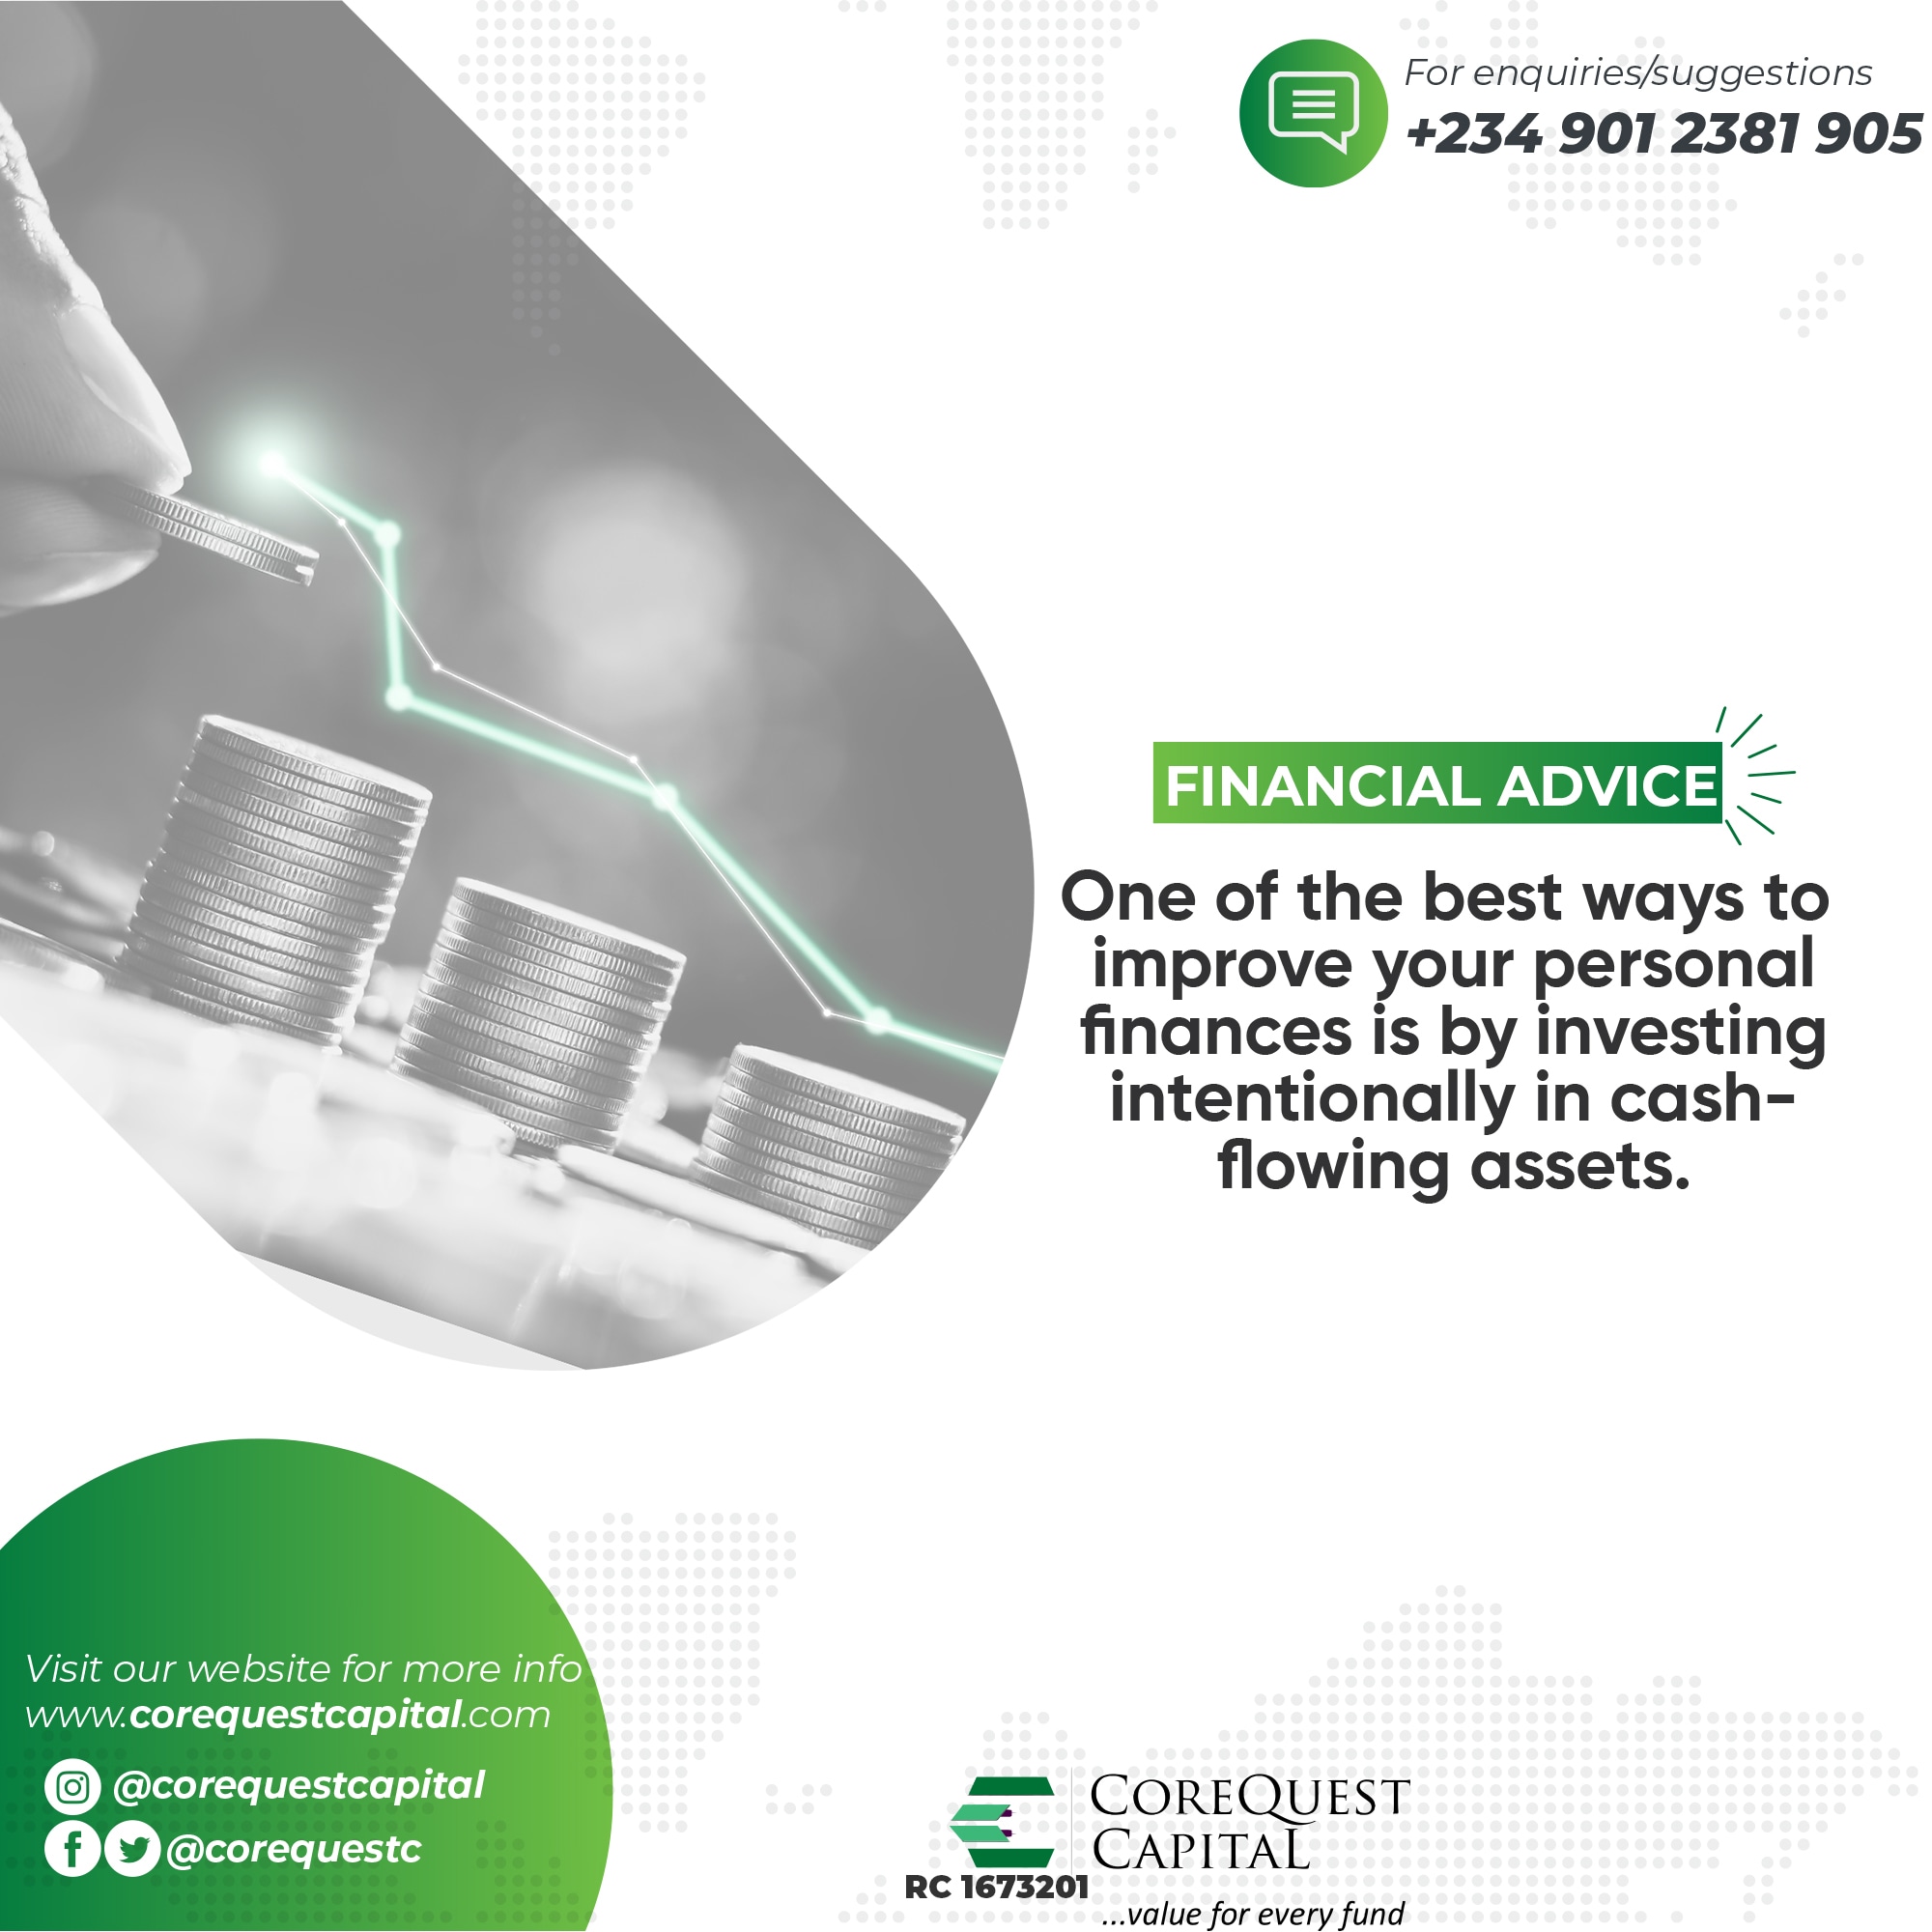 For enquiries/suggestions
+234 901 2381 905
FINANCIAL ADVICE
One of the best ways to
improve your personal
finances is by investing
intentionally in cash-
flowing assets.
Visit our website for more info
www.corequestcapital.com
@corequestcapital
@corequestc
COREQUEST
CAPITAL
RC 1673201
...value for every fund